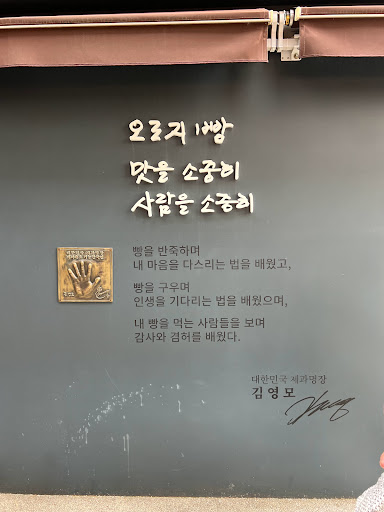 오로지 빵
맛을 소중히
사람을 소중히
빵을 반죽하며
내 마음을 다스리는 법을 배웠고,
빵을 구우며
인생을 기다리는 법을 배웠으며,
내 빵을 먹는 사람들을 보며
감사와 겸허를 배웠다.
대한민국 제과명장
김영모